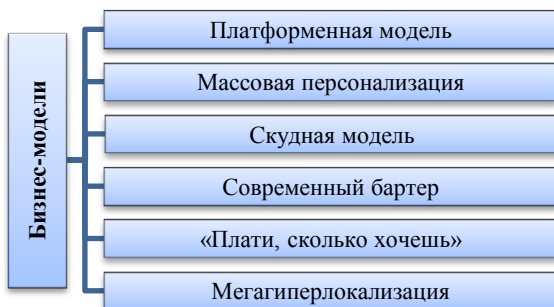 Бизнес-модели
Платформенная модель
Массовая персонализация
Скудная модель
Современный бартер
«Плати, сколько хочешь»
Мегагиперлокализация